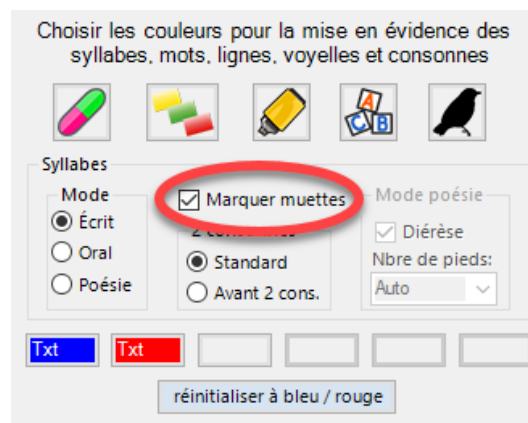 Choisir les couleurs pour la mise en évidence des
syllabes, mots, lignes, voyelles et consonnes
A
C B
Syllabes
Mode
Marquer muettes
Mode poésie
Écrit
2 consonnes
Diérèse
Oral
Standard
Nbre de pieds:
Poésie
Avant 2 cons.
Auto
Txt Txt
réinitialiser à bleu / rouge